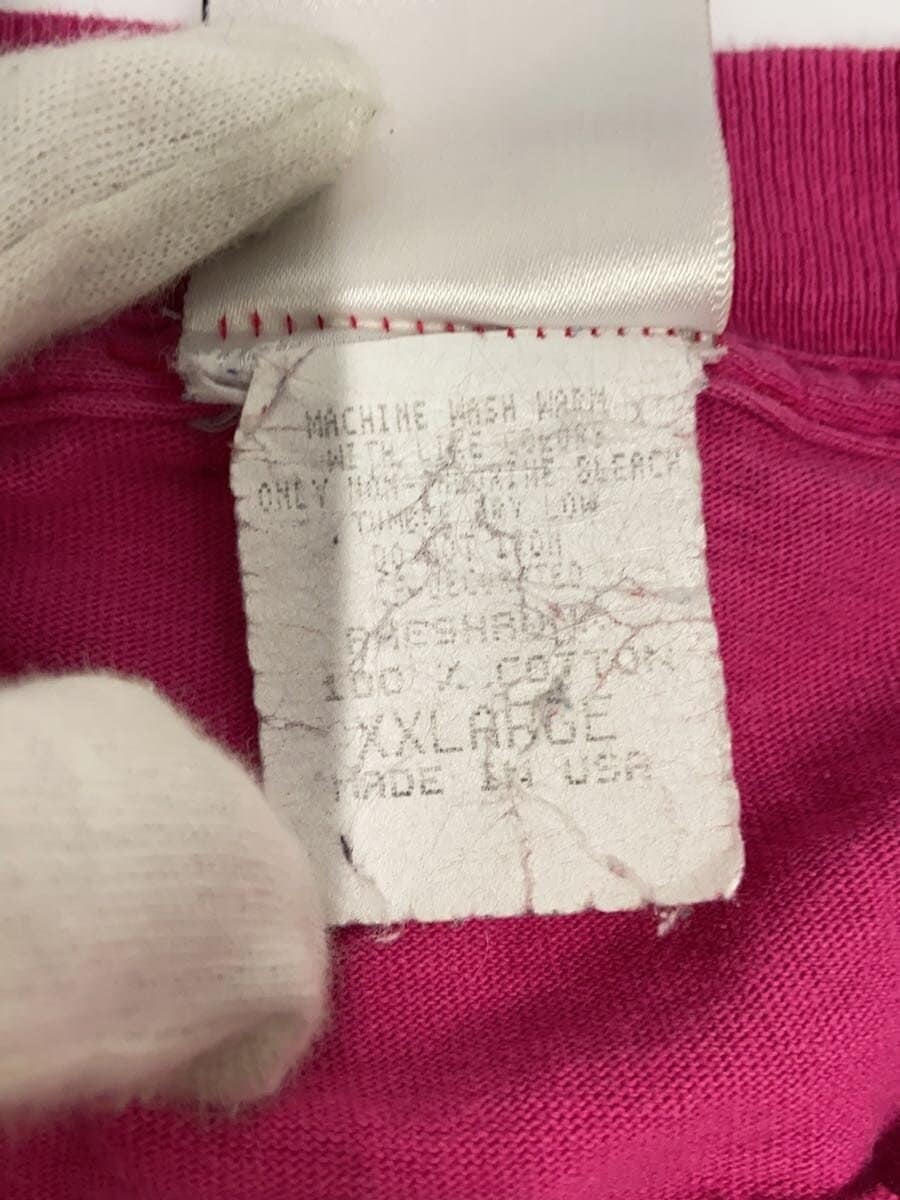 MACHINE WASH WARM
WITH LIKE COLORS
ONLY NON-CHLORINE BLEACH
TUMBLE DRY LOW
DO NOT IRON
PRESHRUNK
100 % COTTON
XXLARGE
MADE IN USA